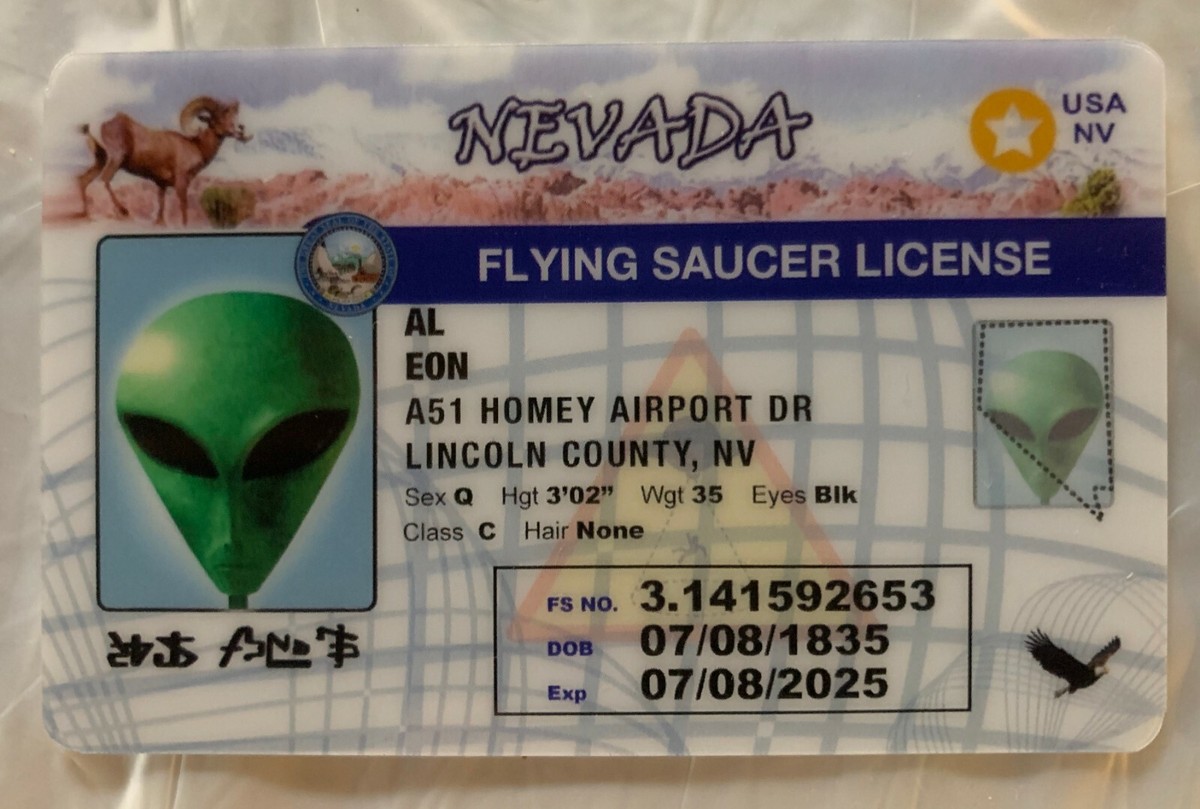 NEVADA
USA
NV
FLYING SAUCER LICENSE
AL
EON
A51 HOMEY AIRPORT DR
LINCOLN COUNTY, NV
Sex Q Hgt 3’02” Wgt 35 Eyes Blk
Class C Hair None
FS NO. 3.141592653
DOB 07/08/1835
Exp 07/08/2025